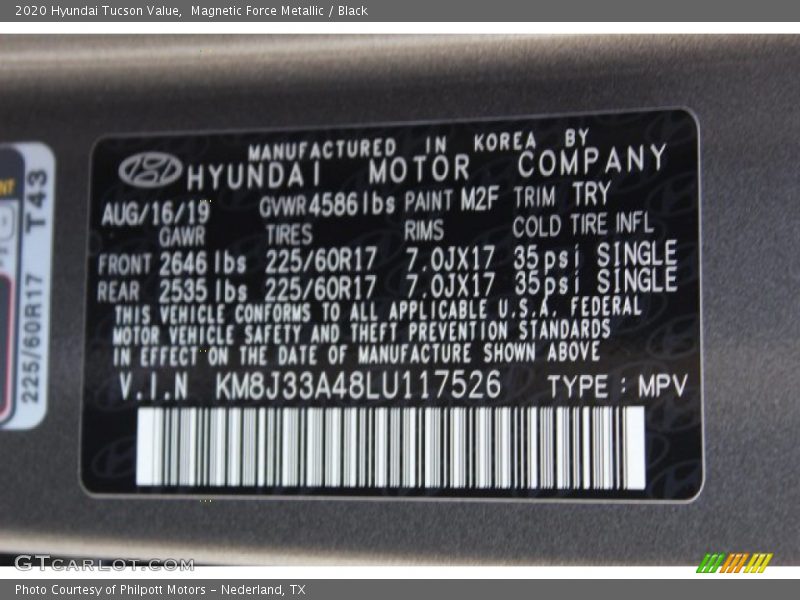 2020 Hyundai Tucson Value,  Magnetic Force Metallic / Black
MANUFACTURED IN KOREA BY
HYUNDAI MOTOR COMPANY
AUG/16/19 GVWR 4586 lbs PAINT M2F TRIM TRY
GAWR TIRES RIMS COLD TIRE INFL
FRONT 2646 lbs 225/60R17 7.0JX17 35psi SINGLE
REAR 2535 lbs 225/60R17 7.0JX17 35psi SINGLE
THIS VEHICLE CONFORMS TO ALL APPLICABLE U.S.A. FEDERAL
MOTOR VEHICLE SAFETY AND THEFT PREVENTION STANDARDS
IN EFFECT ON THE DATE OF MANUFACTURE SHOWN ABOVE
V.I.N KM8J33A48LU117526 TYPE : MPV
225/60R17 T43
GTcarlot.com
Photo Courtesy of Philpott Motors - Nederland, TX